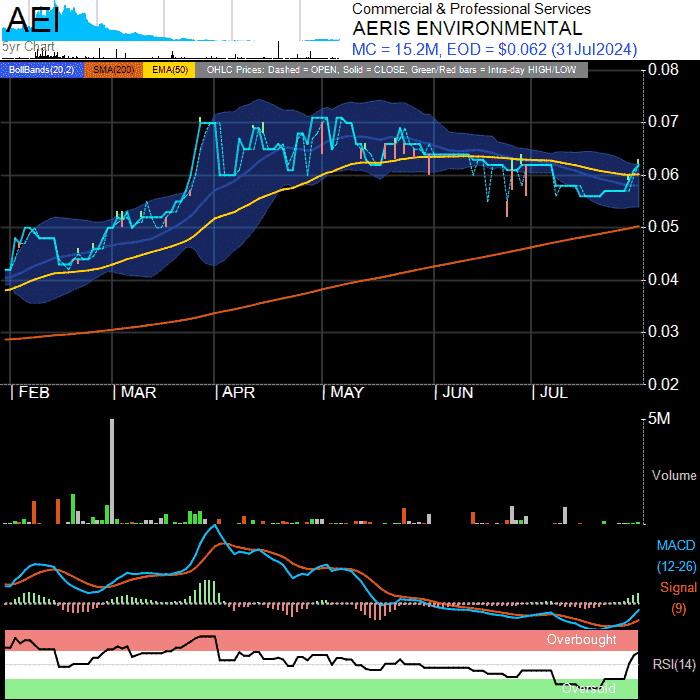 AEI
5yr Chart
Commercial & Professional Services
AERIS ENVIRONMENTAL
MC = 15.2M, EOD = $0.062 (31Jul2024)
BollBands(20,2) SMA(200) EMA(50) OHLC Prices: Dashed = OPEN, Solid = CLOSE, Green/Red bars = Intra-day HIGH/LOW
0.08
0.07
0.06
0.05
0.04
0.03
0.02
FEB MAR APR MAY JUN JUL
5M
Volume
MACD
(12-26)
Signal
(9)
Overbought
RSI(14)
Oversold